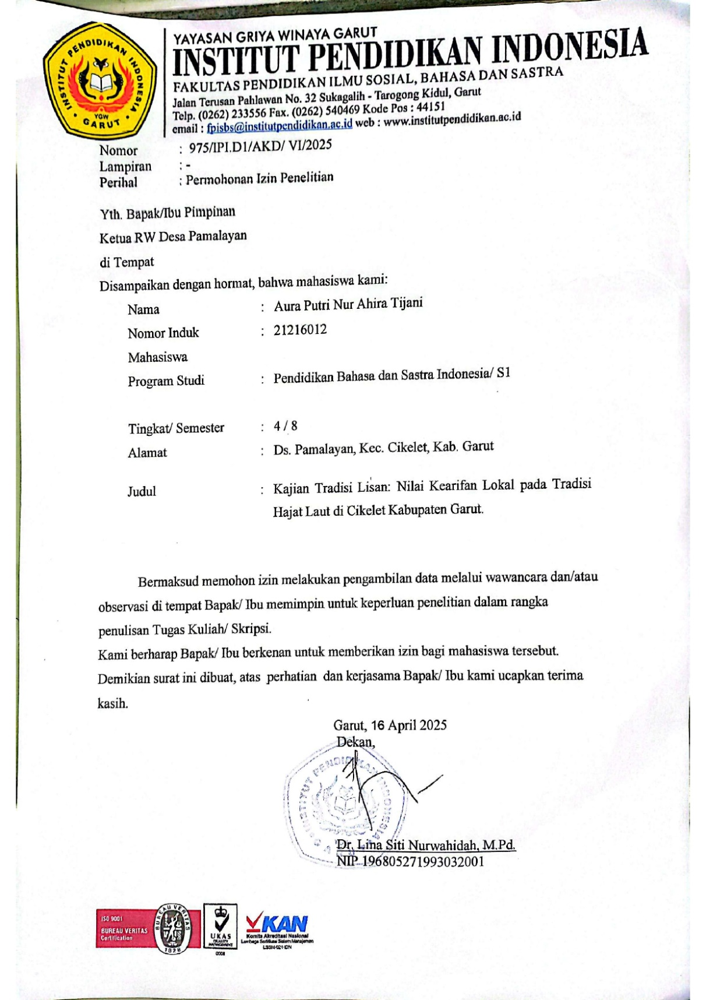 YAYASAN GRIYA WINAYA GARUT
INSTITUT PENDIDIKAN INDONESIA
FAKULTAS PENDIDIKAN ILMU SOSIAL, BAHASA DAN SASTRA
Jalan Terusan Pahlawan No. 32 Sukagalih - Tarogong Kidul, Garut
Telp. (0262) 233556 Fax. (0262) 540469 Kode Pos : 44151
email : fpisbs@institutpendidikan.ac.id web : www.institutpendidikan.ac.id
INSTITUT PENDIDIKAN INDONESIA
YGW
GARUT
Nomor : 975/IPI.D1/AKD/ VI/2025
Lampiran : -
Perihal : Permohonan Izin Penelitian
Yth. Bapak/Ibu Pimpinan
Ketua RW Desa Pamalayan
di Tempat
Disampaikan dengan hormat, bahwa mahasiswa kami:
Nama : Aura Putri Nur Ahira Tijani
Nomor Induk : 21216012
Mahasiswa
Program Studi : Pendidikan Bahasa dan Sastra Indonesia/ S1
Tingkat/ Semester : 4 / 8
Alamat : Ds. Pamalayan, Kec. Cikelet, Kab. Garut
Judul : Kajian Tradisi Lisan: Nilai Kearifan Lokal pada Tradisi
Hajat Laut di Cikelet Kabupaten Garut.
Bermaksud memohon izin melakukan pengambilan data melalui wawancara dan/atau
observasi di tempat Bapak/ Ibu memimpin untuk keperluan penelitian dalam rangka
penulisan Tugas Kuliah/ Skripsi.
Kami berharap Bapak/ Ibu berkenan untuk memberikan izin bagi mahasiswa tersebut.
Demikian surat ini dibuat, atas perhatian dan kerjasama Bapak/ Ibu kami ucapkan terima
kasih.
Garut, 16 April 2025
Dekan,
INSTITUT PENDIDIKAN INDONESIA
Dr. Lina Siti Nurwahidah, M.Pd.
NIP 196805271993032001
ISO 9001
BUREAU VERITAS
Certification
BUREAU VERITAS
1828
UKAS
QUALITY
MANAGEMENT
0008
KAN
Komite Akreditasi Nasional
Lembaga Sertifikasi Sistem Manajemen
LSSM-021-IDN